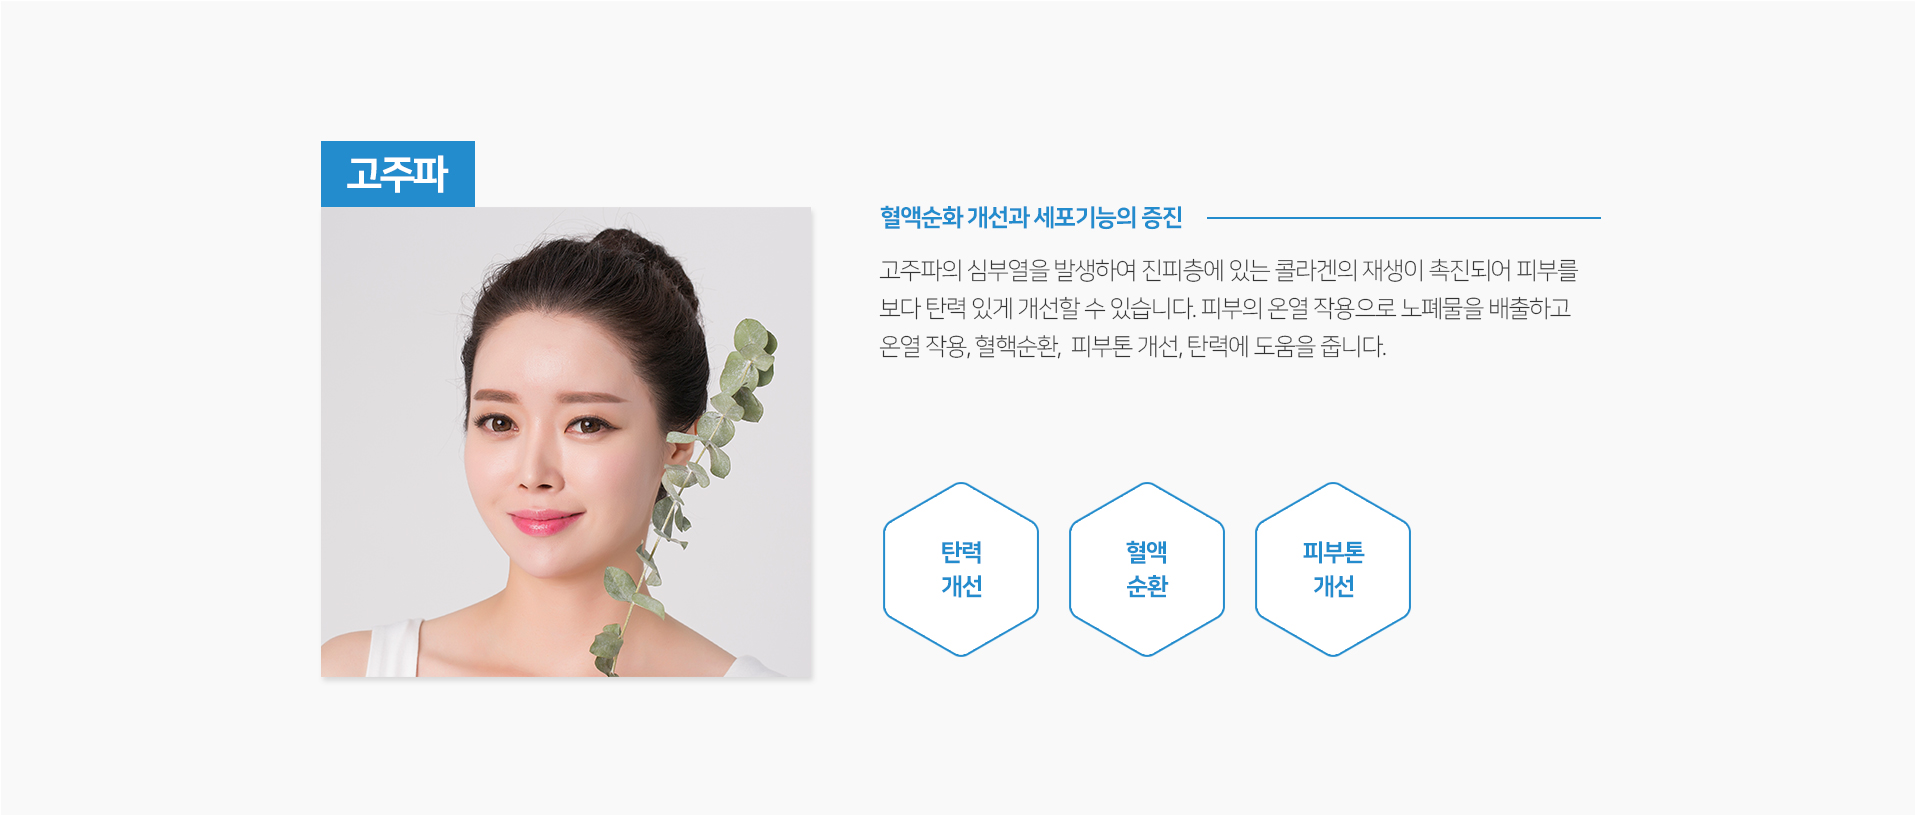 고주파
혈액순화 개선과 세포기능의 증진
고주파의 심부열을 발생하여 진피층에 있는 콜라겐의 재생이 촉진되어 피부를
보다 탄력 있게 개선할 수 있습니다. 피부의 온열 작용으로 노폐물을 배출하고
온열 작용, 혈핵순환,  피부톤 개선, 탄력에 도움을 줍니다.
탄력
개선
혈액
순환
피부톤
개선